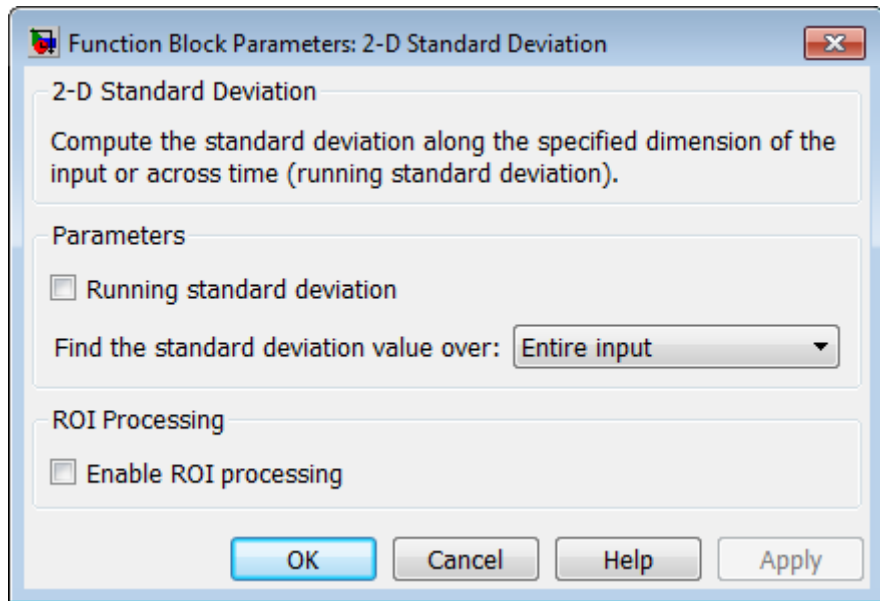 Function Block Parameters: 2-D Standard Deviation
2-D Standard Deviation
Compute the standard deviation along the specified dimension of the
input or across time (running standard deviation).
Parameters
Running standard deviation
Find the standard deviation value over: Entire input
ROI Processing
Enable ROI processing
OK Cancel Help Apply